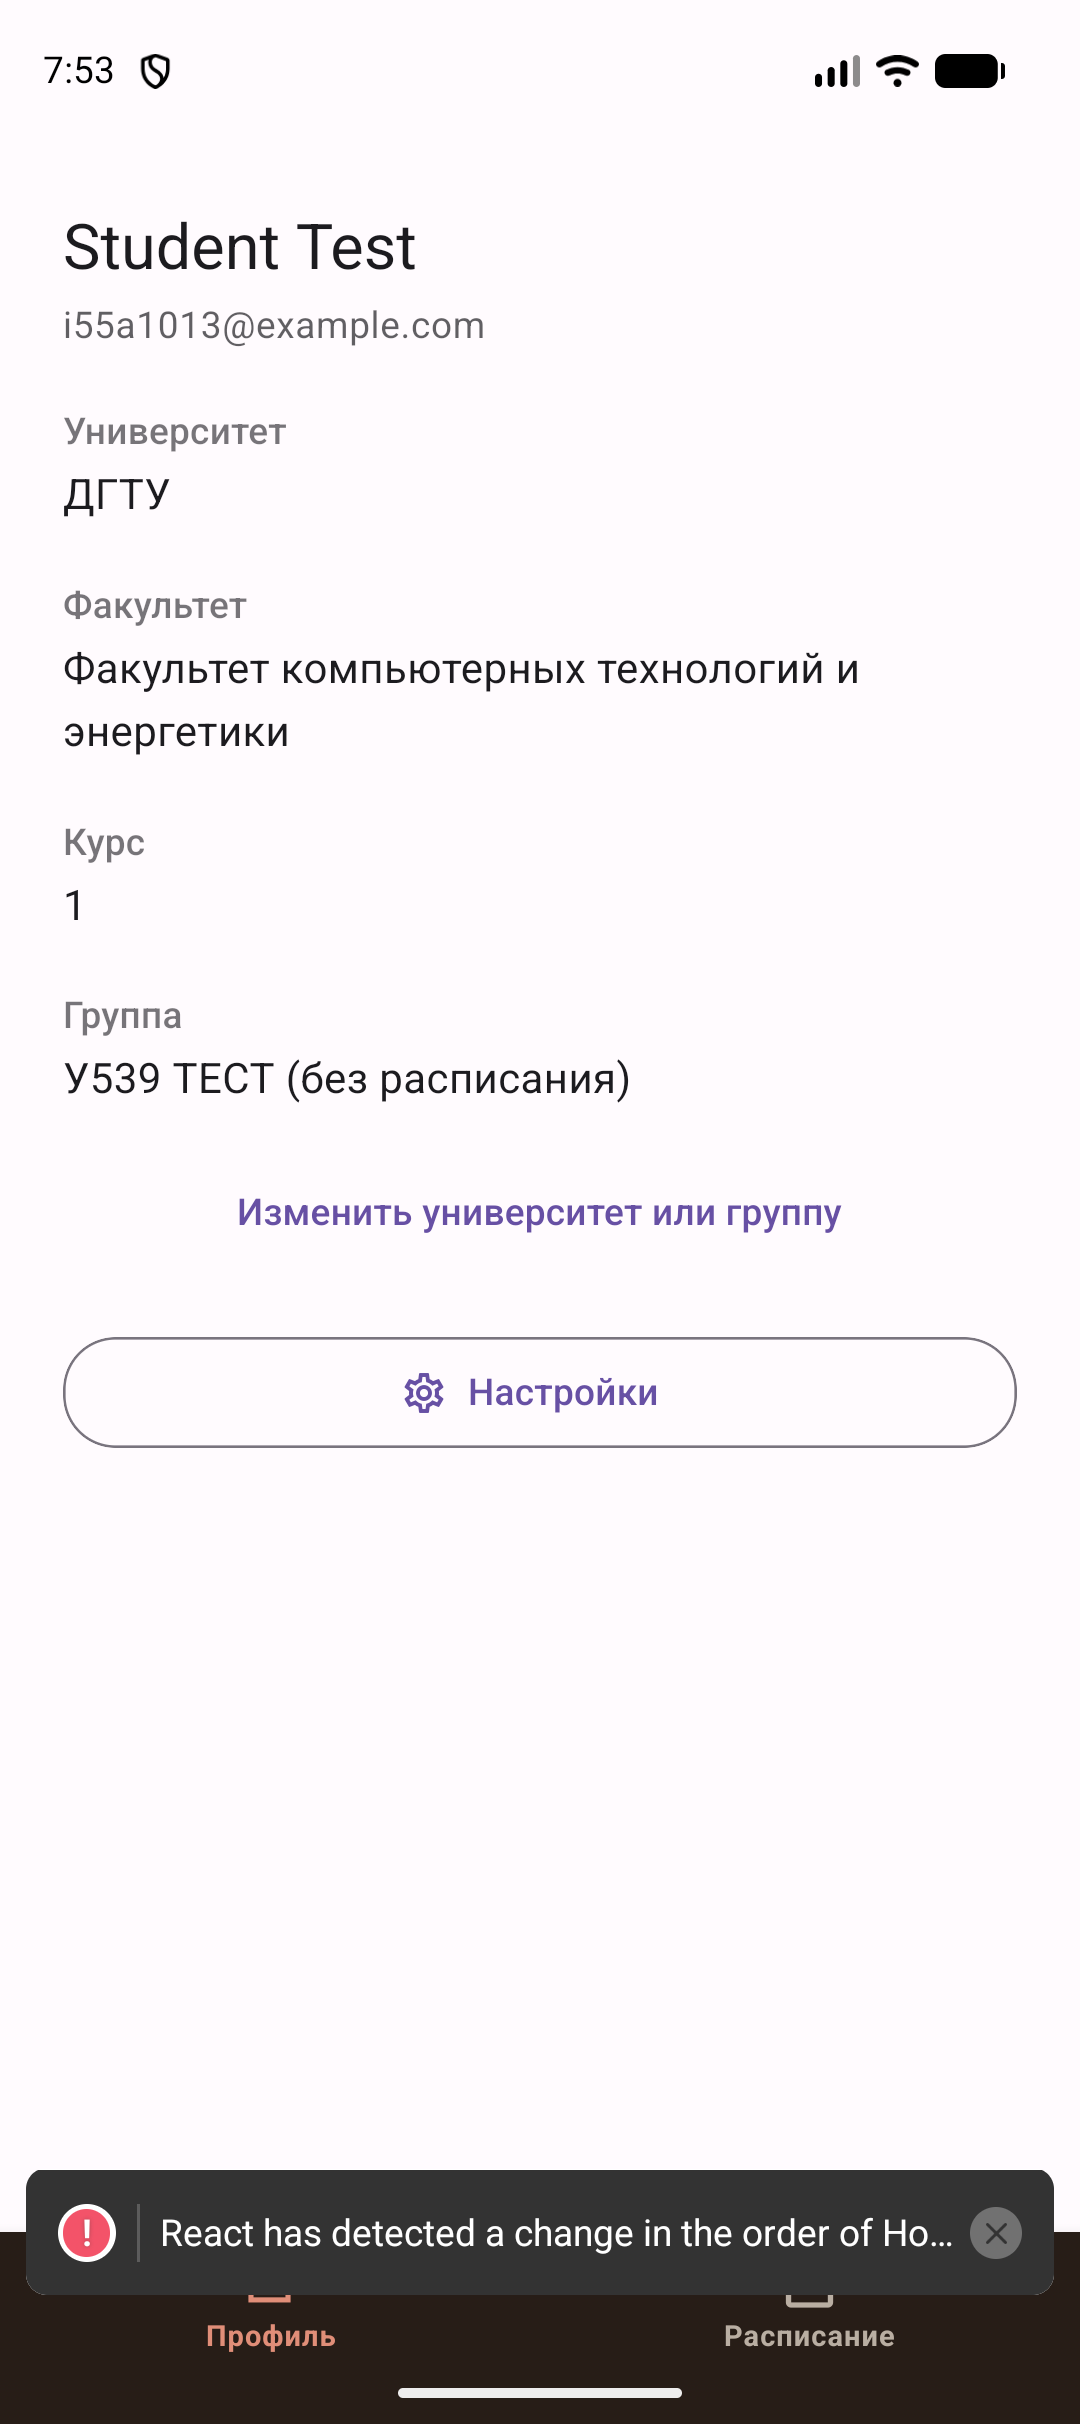 7:53
Student Test
i55a1013@example.com
Университет
ДГТУ
Факультет
Факультет компьютерных технологий и
энергетики
Курс
1
Группа
У539 ТЕСТ (без расписания)
Изменить университет или группу
Настройки
React has detected a change in the order of Ho...
Профиль
Расписание